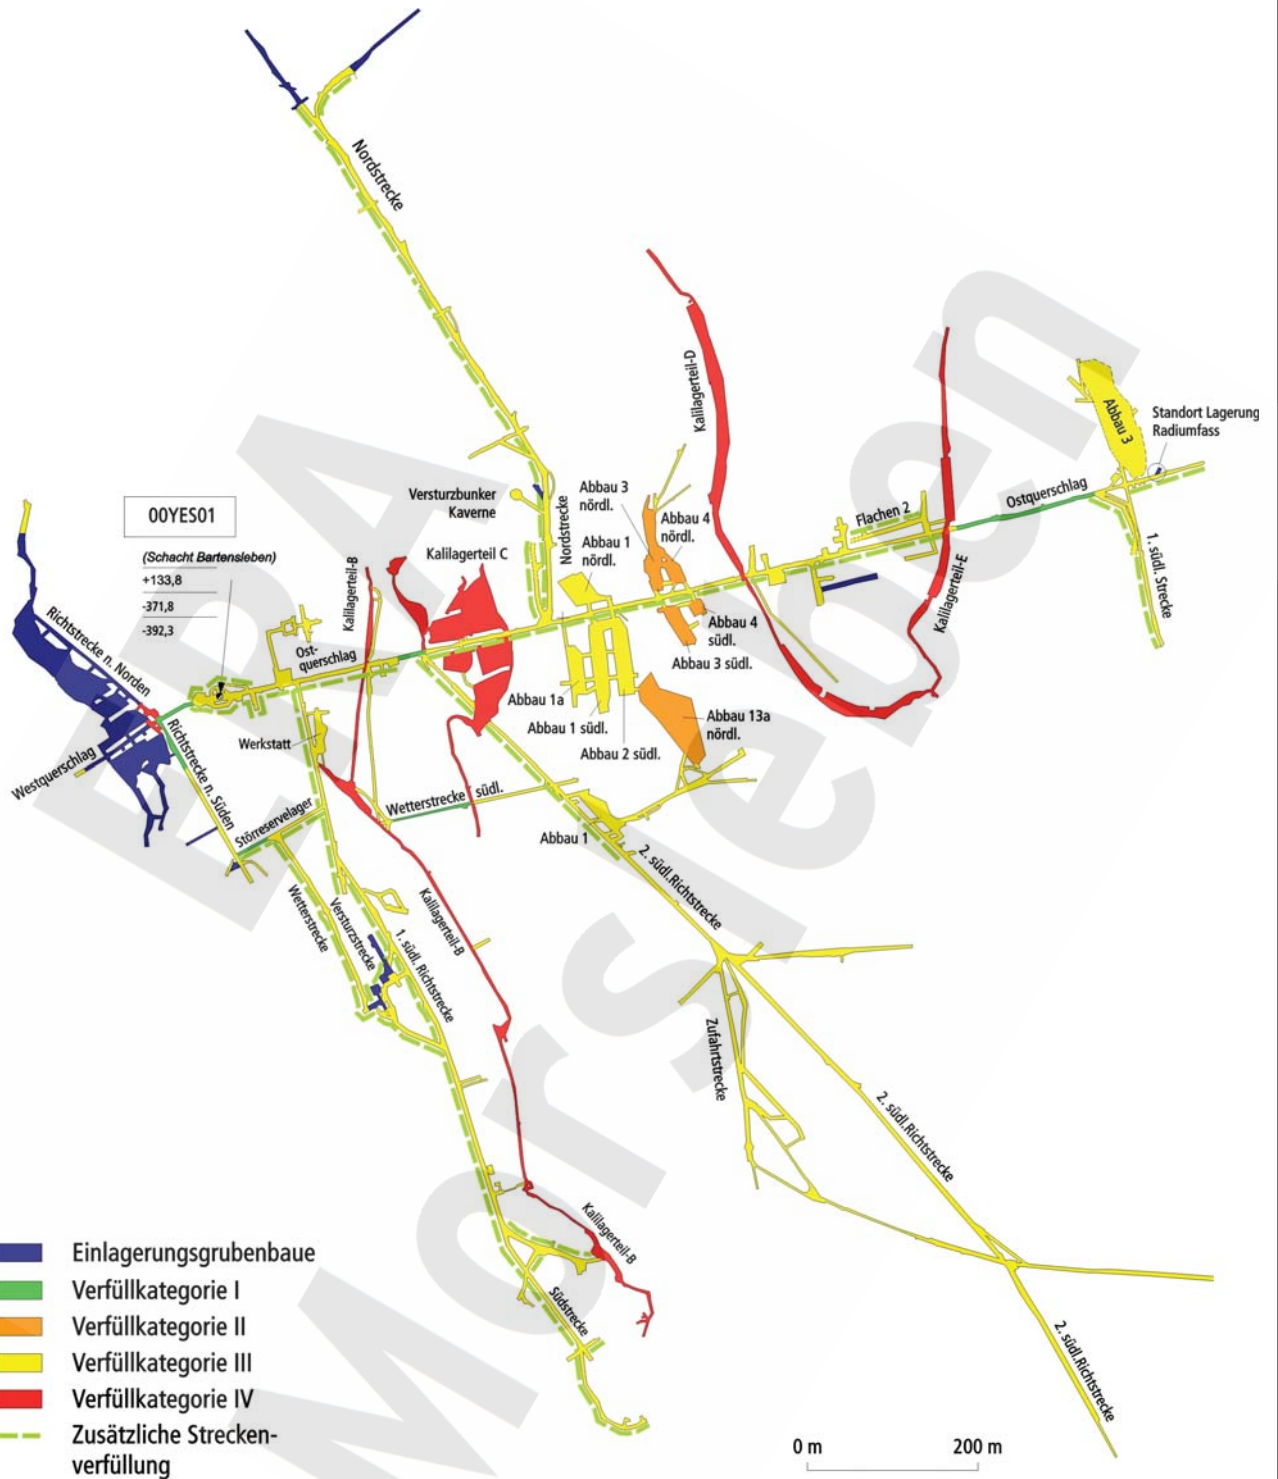 Nordstrecke
Kalilagerteil-D
Abbau 3
Standort Lagerung
Radiumfass
Versturzbunker
Kaverne
Nordstrecke
Abbau 3
nördl.
Abbau 4
nördl.
Abbau 1
nördl.
Flachen 2
Ostquerschlag
1. südl. Strecke
00YES01
(Schacht Bartensleben)
+133,8
-371,8
-392,3
Kalilagerteil-B
Kalilagerteil C
Kalilagerteil-E
Richtstrecke n. Norden
Ost-
querschlag
Abbau 4
südl.
Abbau 3 südl.
Abbau 1a
Abbau 1 südl.
Abbau 2 südl.
Abbau 13a
nördl.
Werkstatt
Westquerschlag
Richtstrecke n. Süden
Störreservelager
Wetterstrecke südl.
Abbau 1
2. südl.Richtstrecke
Wetterstrecke
Versturzstrecke
1. südl. Richtstrecke
Kalilagerteil-B
Zufahrtstrecke
2. südl.Richtstrecke
Kalilagerteil-B
Südstrecke
2. südl.Richtstrecke
Einlagerungsgrubenbaue
Verfüllkategorie I
Verfüllkategorie II
Verfüllkategorie III
Verfüllkategorie IV
Zusätzliche Strecken-
verfüllung
0 m 200 m
ERA
Morsleben